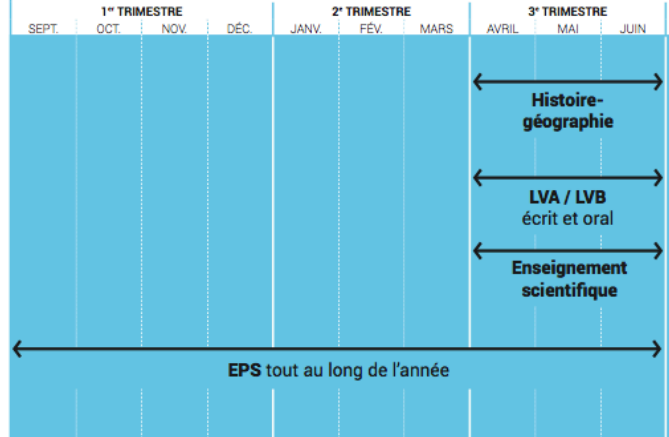 1er TRIMESTRE 2e TRIMESTRE 3e TRIMESTRE
SEPT. OCT. NOV. DÉC. JANV. FÉV. MARS AVRIL MAI JUIN
Histoire-
géographie
LVA / LVB
écrit et oral
Enseignement
scientifique
EPS tout au long de l'année